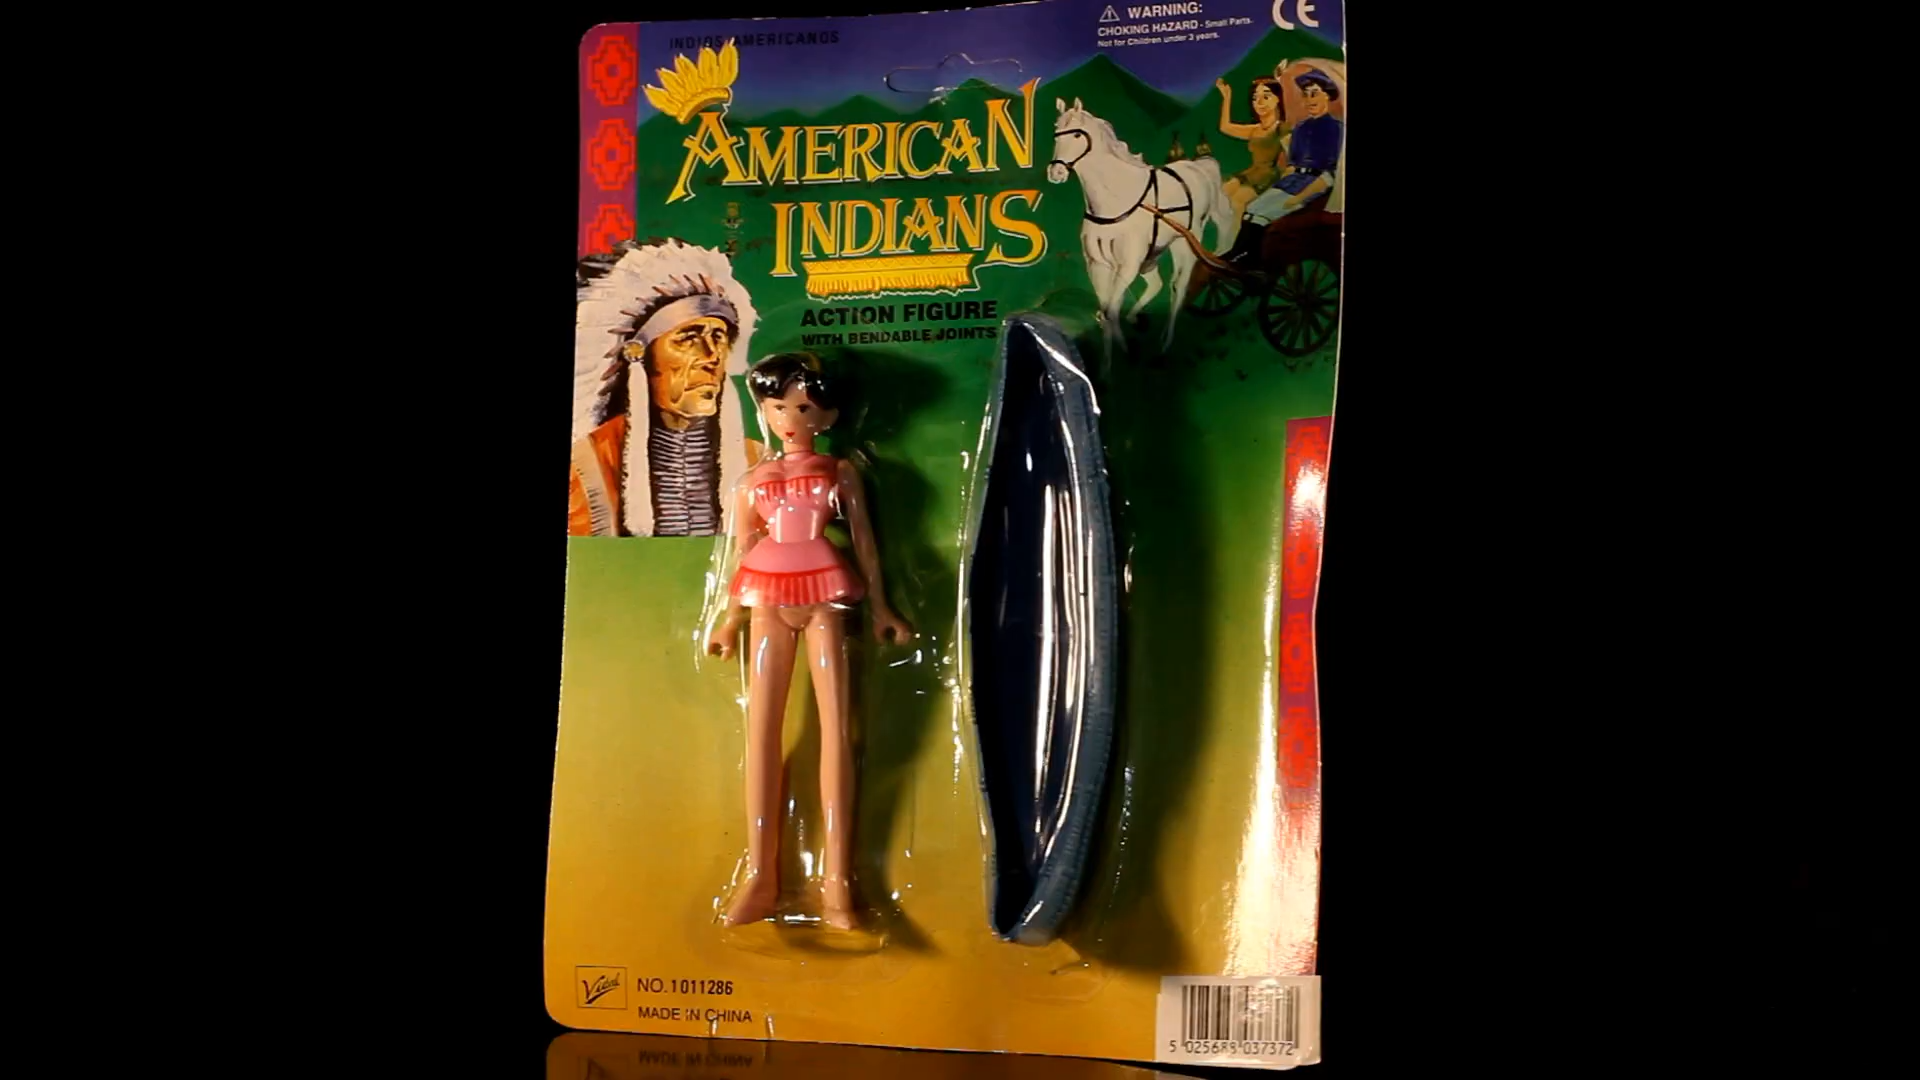 INDIOS AMERICANOS
WARNING:
CHOKING HAZARD - Small Parts.
Not for Children under 3 years.
CE
AMERICAN
INDIANS
ACTION FIGURE
WITH BENDABLE JOINTS
Vital
NO.1011286
MADE IN CHINA
5 025688 037372